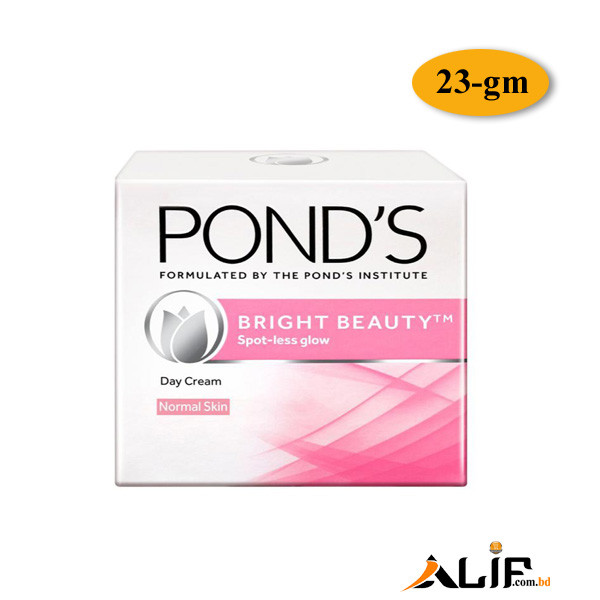 23-gm
POND'S
FORMULATED BY THE POND'S INSTITUTE
BRIGHT BEAUTY™
Spot-less glow
Day Cream
Normal Skin
ALIF
.com.bd